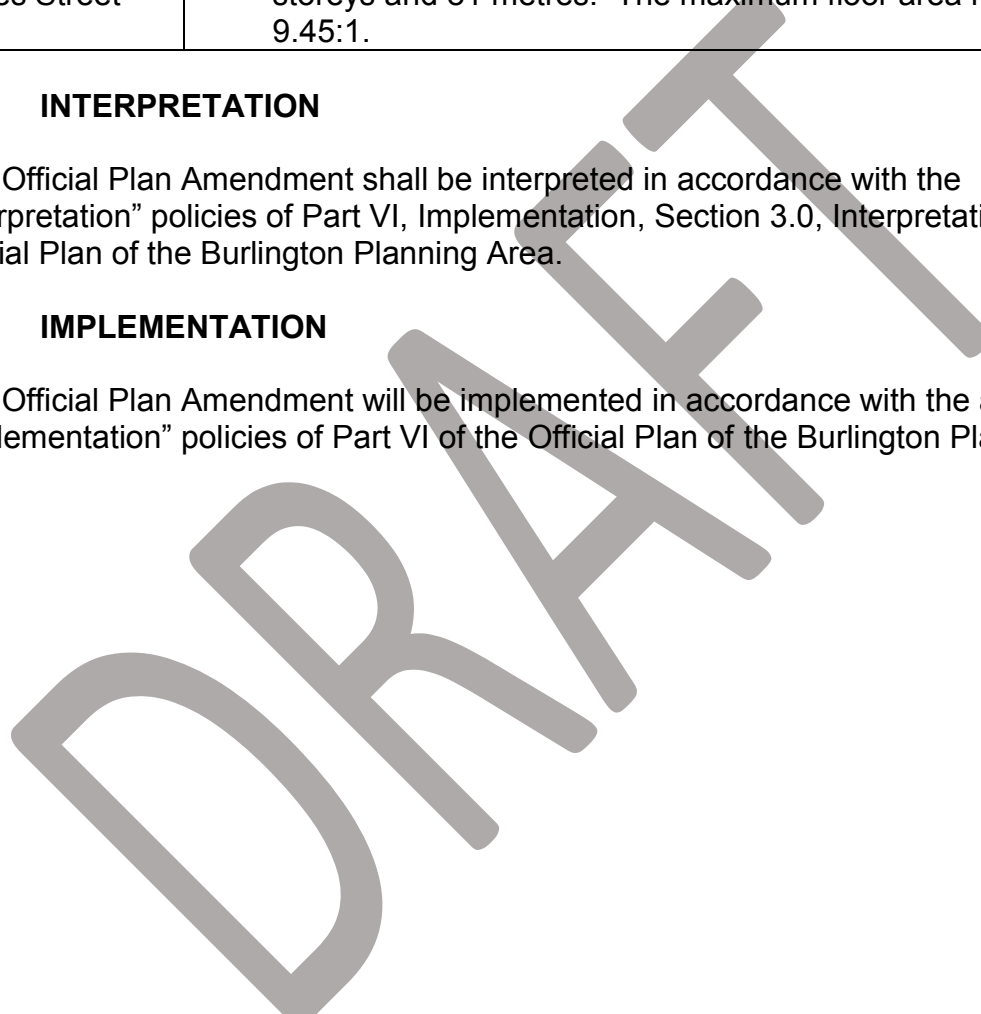 Street
storeys and metres. The maximum floor area
9.45:1.
INTERPRETATION
Official Plan Amendment shall be interpreted in accordance with the
rpretation” policies of Part VI, Implementation, Section 3.0, Interpretati
ial Plan of the Burlington Planning Area.
IMPLEMENTATION
Official Plan Amendment will be implemented in accordance with the a
lementation” policies of Part VI of the Official Plan of the Burlington Pla
DRAFT